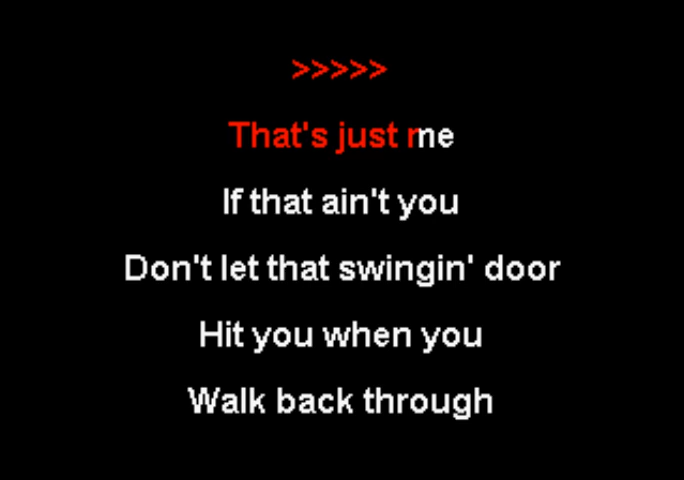 >>>>>
That's just me
If that ain't you
Don't let that swingin' door
Hit you when you
Walk back through